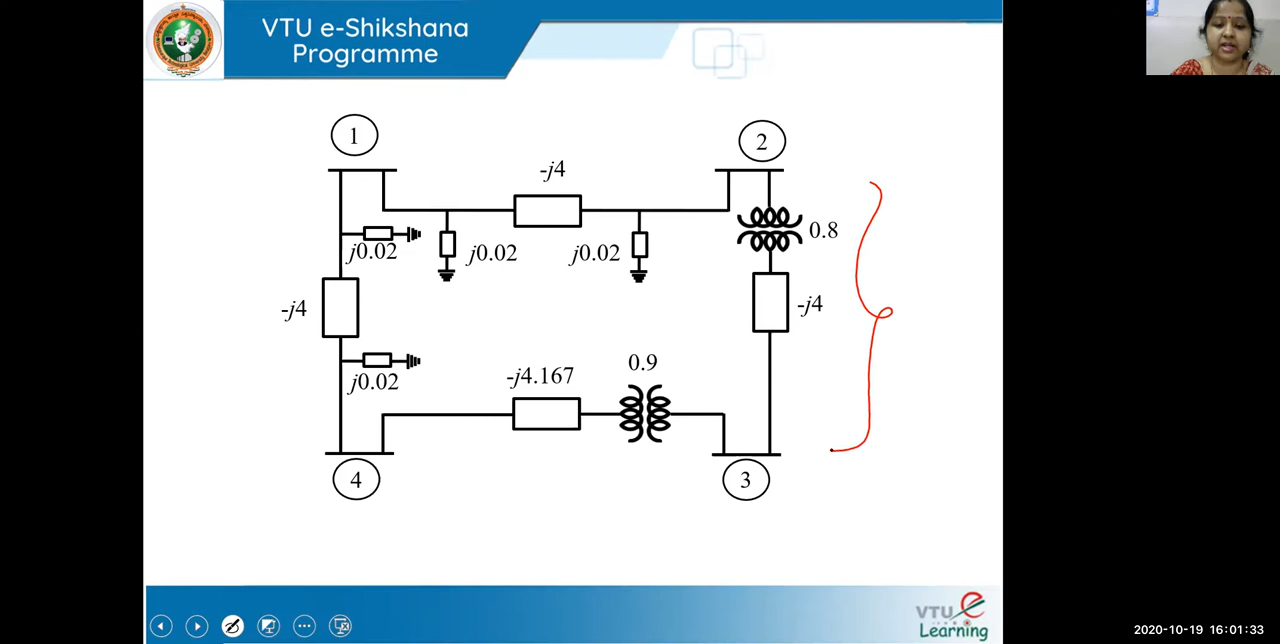 VTU e-Shikshana
Programme
1
2
-j4
0.8
j0.02
j0.02
j0.02
-j4
-j4
j0.02
-j4.167
0.9
4
3
VTU e
Learning
2020-10-19 16:01:33